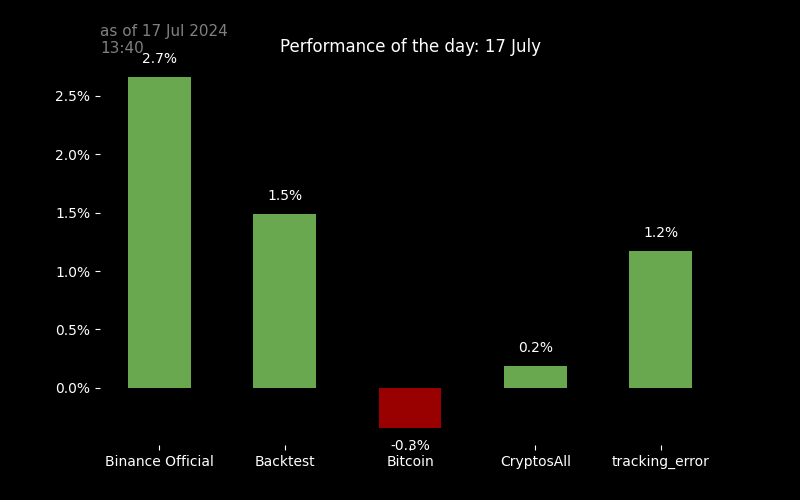 as of 17 Jul 2024
13:40
Performance of the day: 17 July
2.7%
2.5%
2.0%
1.5%
1.5%
1.2%
1.0%
0.5%
0.2%
0.0%
-0.3%
Binance Official
Backtest
Bitcoin
CryptosAll
tracking_error